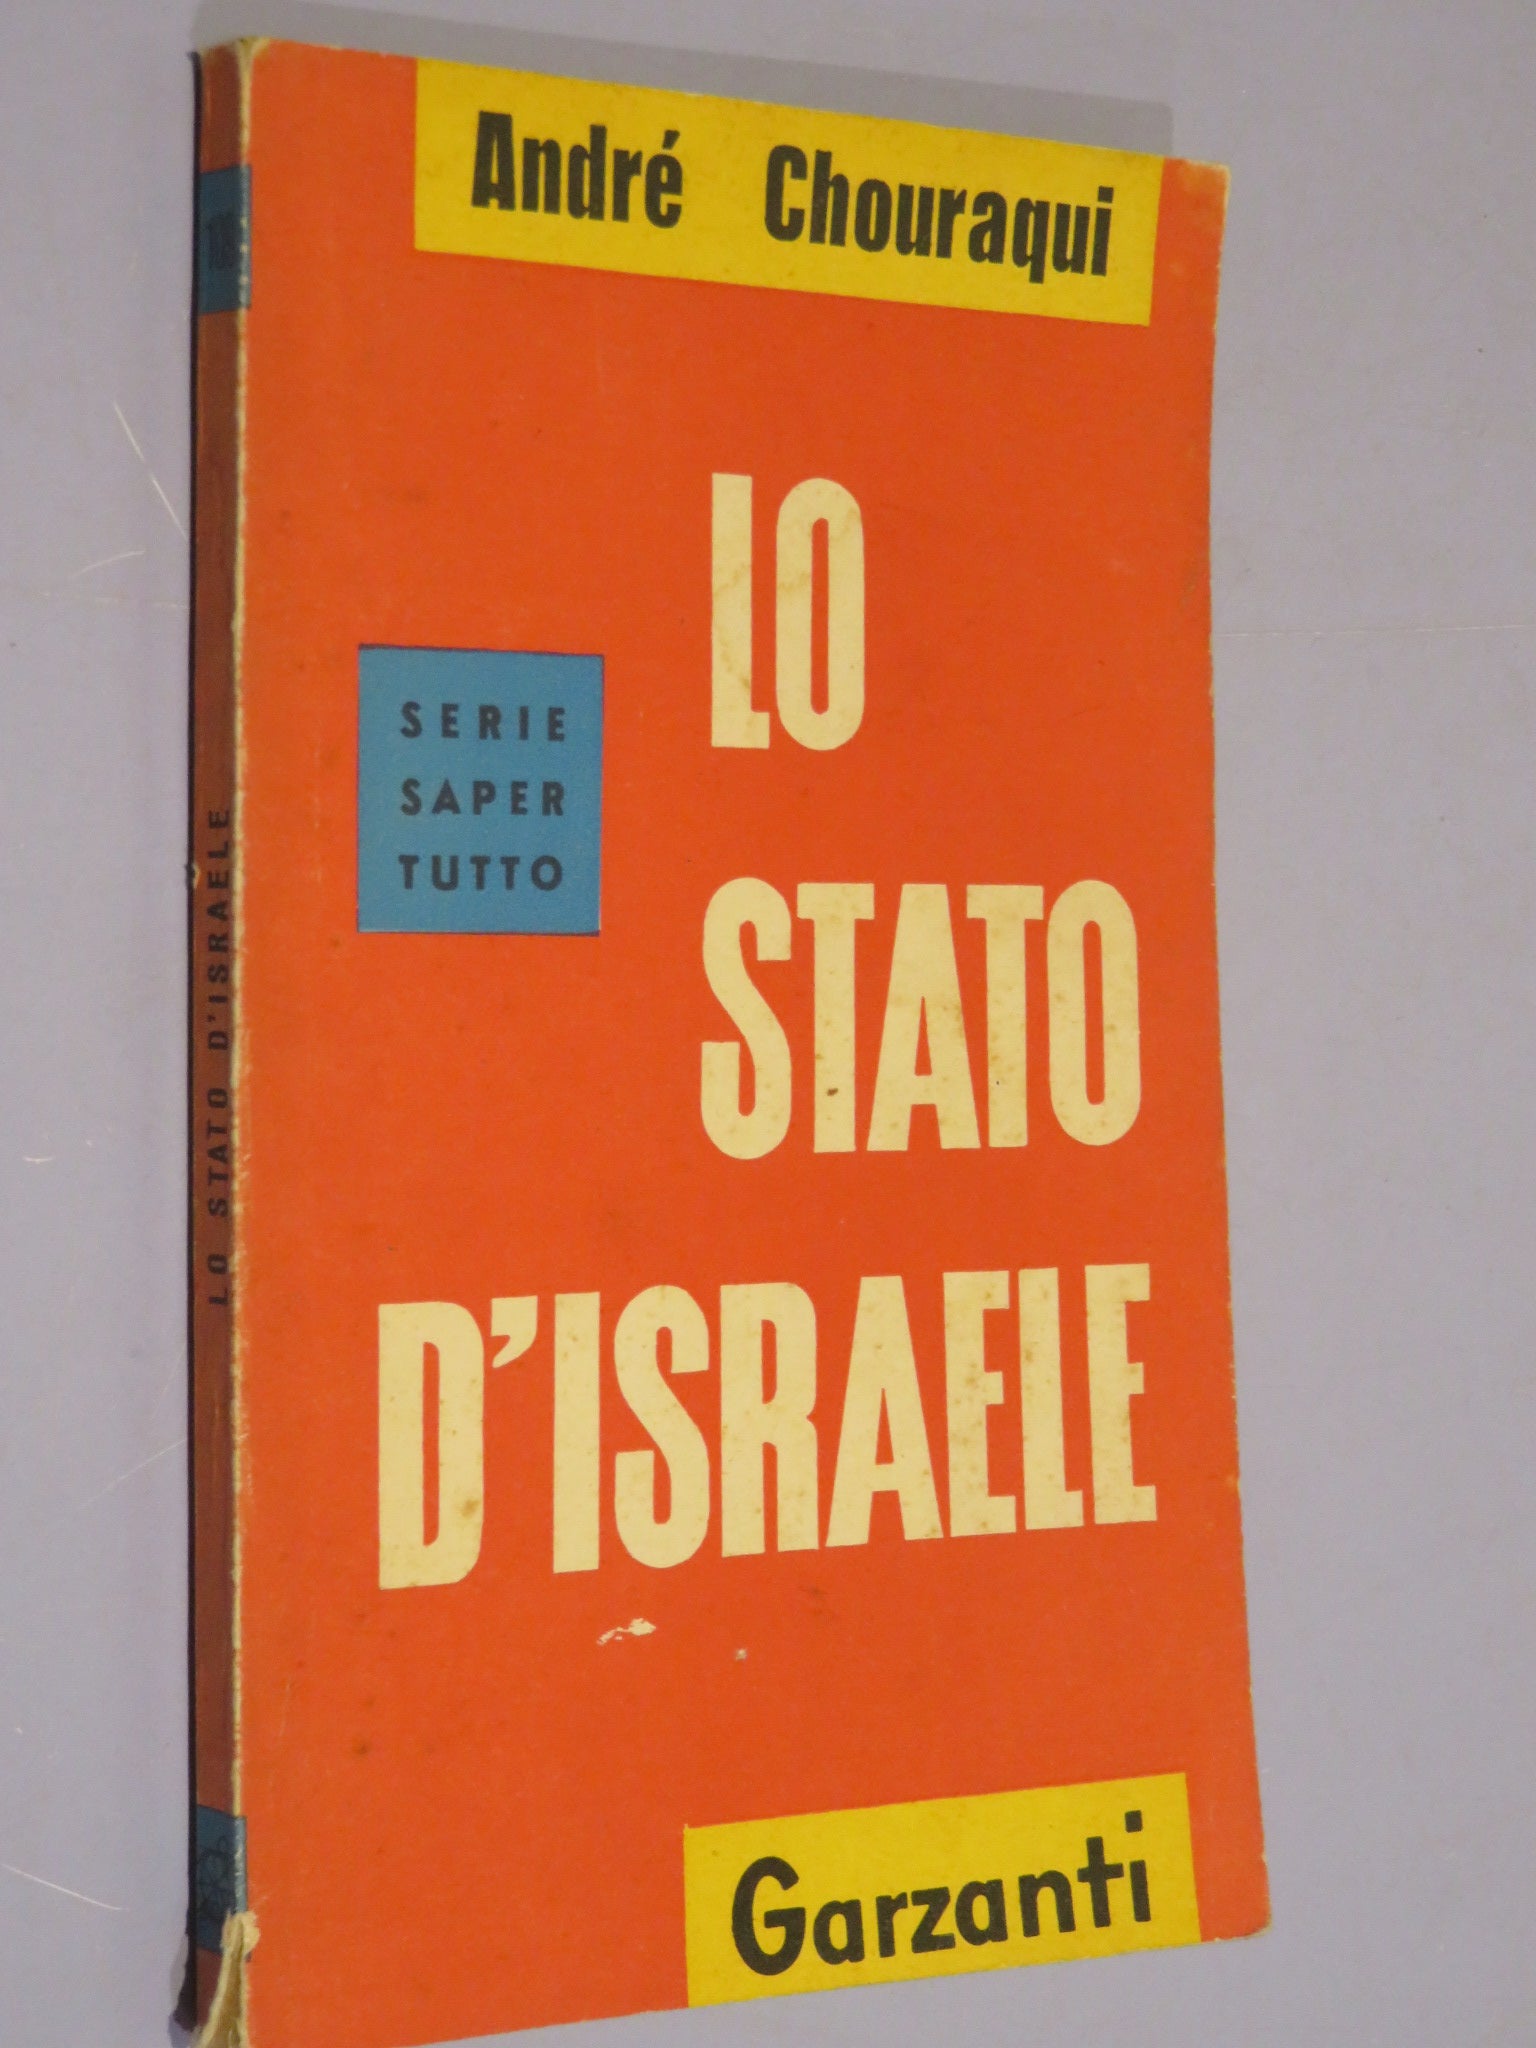 André Chouraqui
LO
STATO
D'ISRAELE
SERIE
SAPER
TUTTO
Garzanti
LO STATO D'ISRAELE